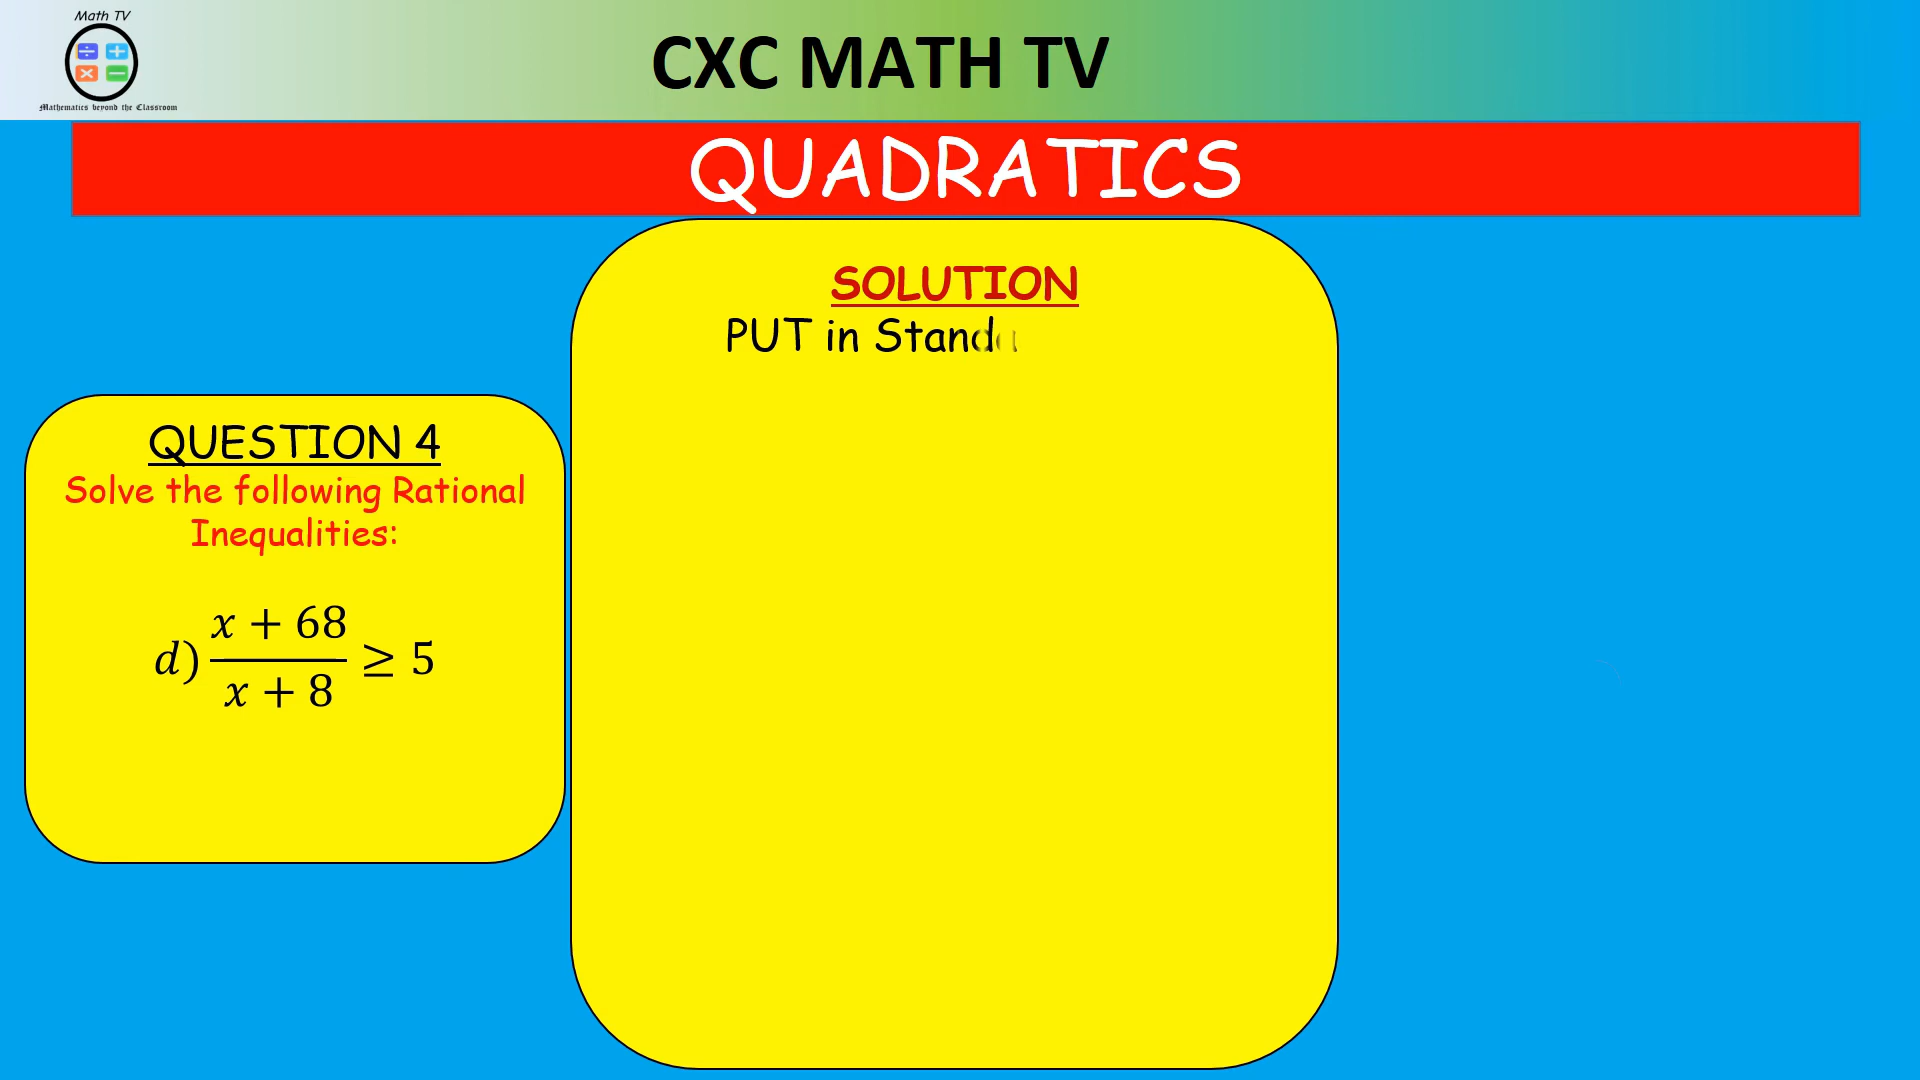 Math TV
Mathematics beyond the Classroom
CXC MATH TV
QUADRATICS
SOLUTION
PUT in Stand
QUESTION 4
Solve the following Rational
Inequalities:
d) x + 68 / x + 8 ≥ 5